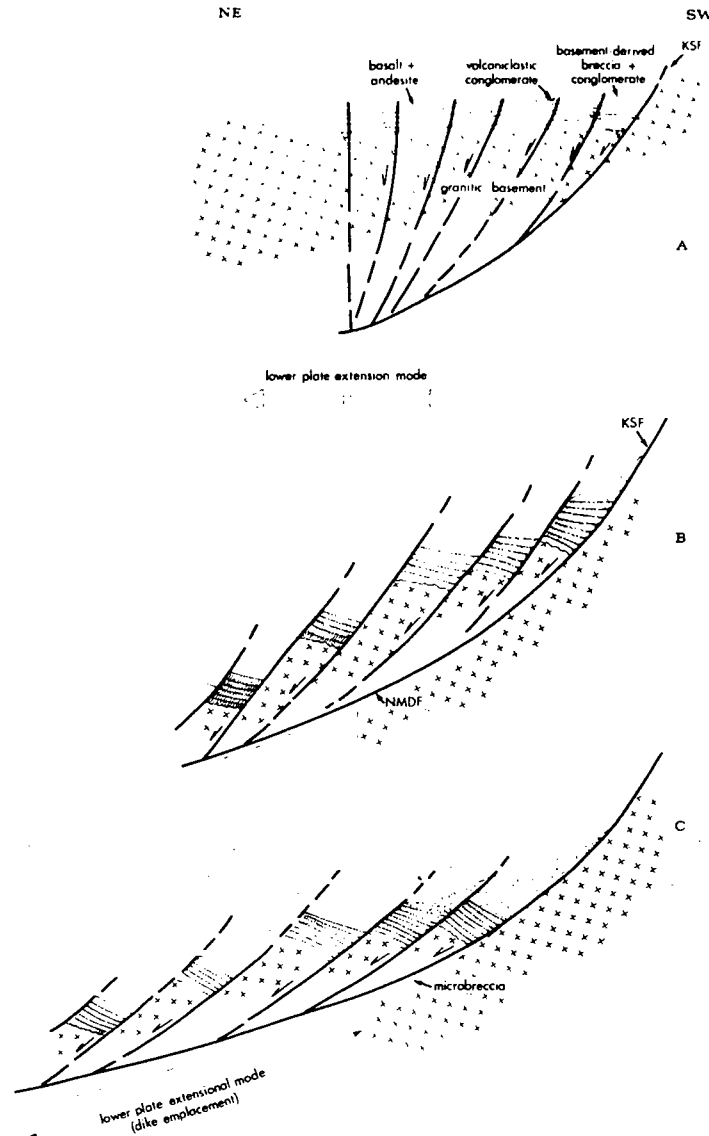 NE
SW
KSF
basalt +
andesite
volcaniclastic
conglomerate
basement-derived
breccia +
conglomerate
granitic basement
A
lower plate extension mode
KSF
B
NMDF
C
microbreccia
lower plate extensional mode
(dike emplacement)